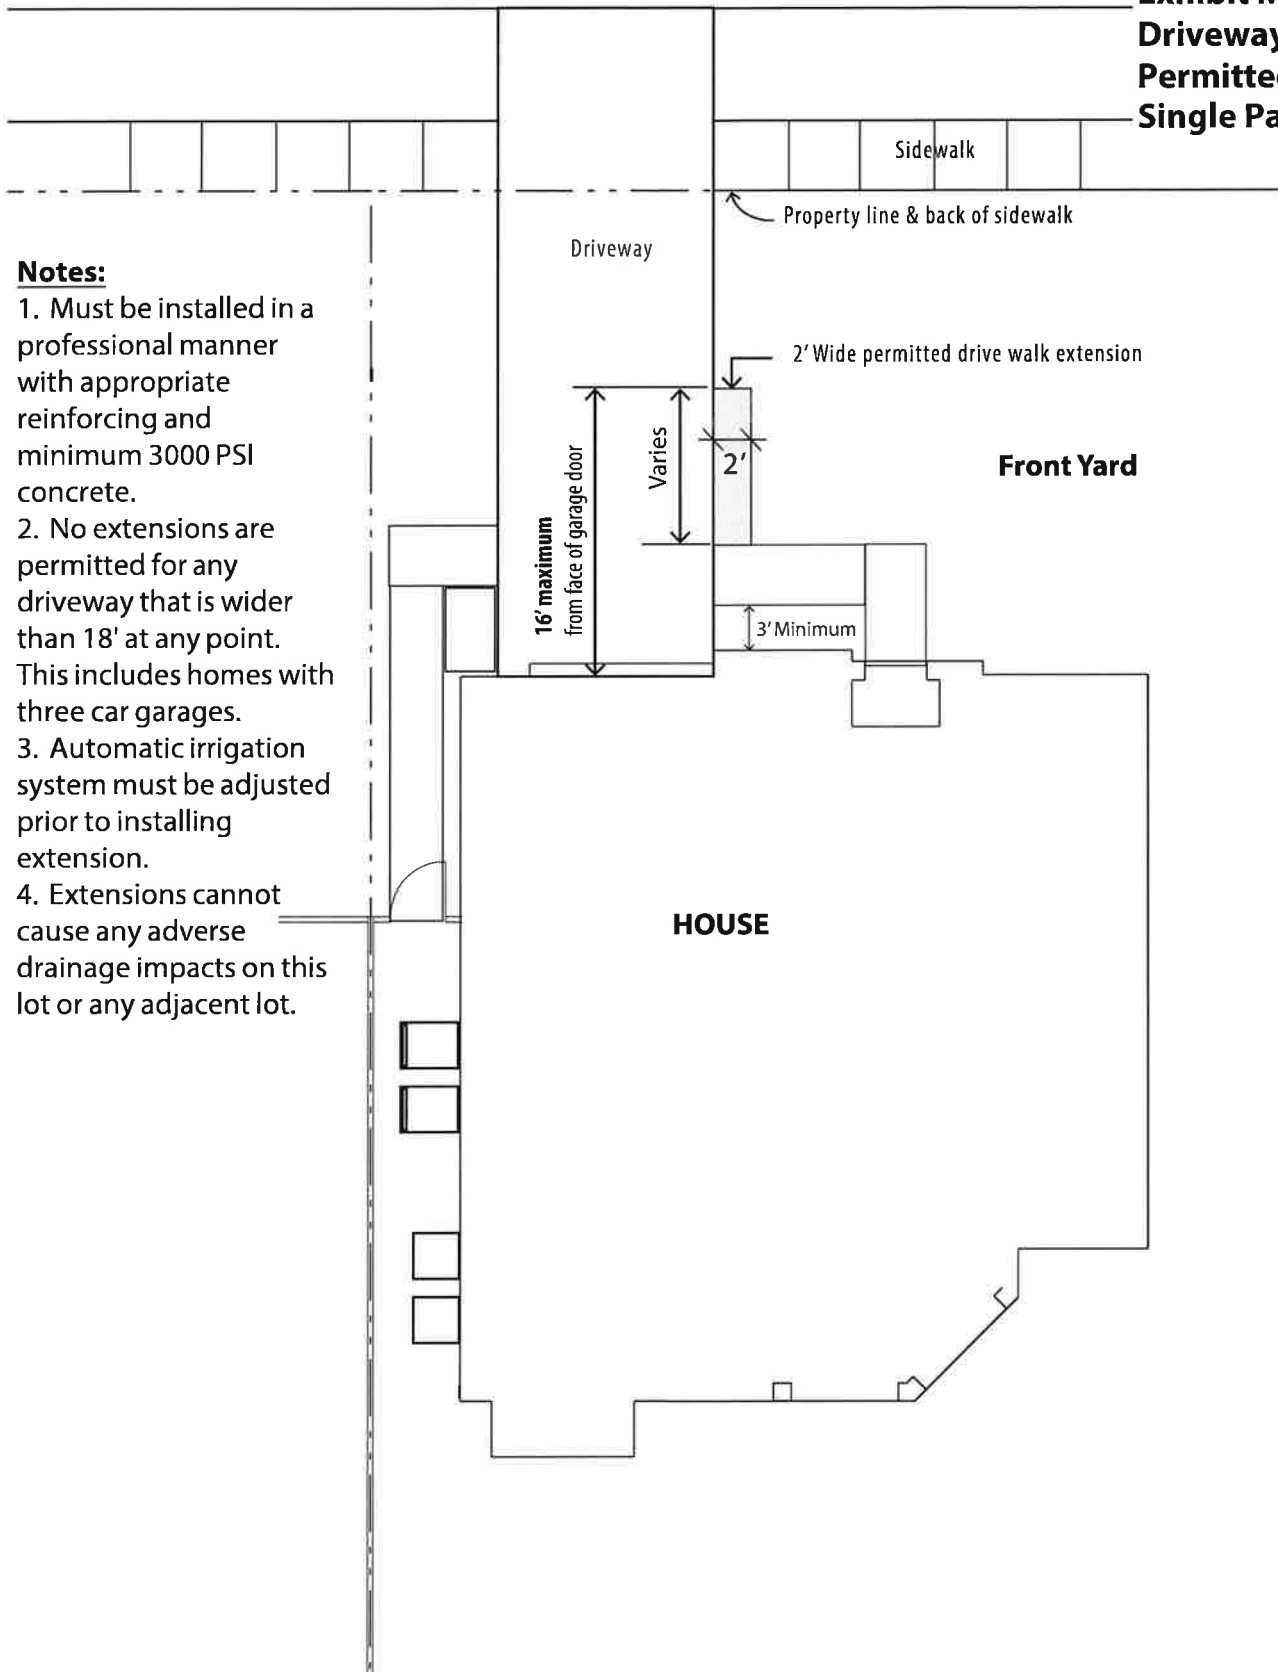 Driveway
Permitted
Single Pa
Sidewalk
Property line & back of sidewalk
Driveway
Notes:
1. Must be installed in a
professional manner
with appropriate
reinforcing and
minimum 3000 PSI
concrete.
2. No extensions are
permitted for any
driveway that is wider
than 18' at any point.
This includes homes with
three car garages.
3. Automatic irrigation
system must be adjusted
prior to installing
extension.
4. Extensions cannot
cause any adverse
drainage impacts on this
lot or any adjacent lot.
2' Wide permitted drive walk extension
16' maximum
from face of garage door
Varies
2'
Front Yard
3' Minimum
HOUSE